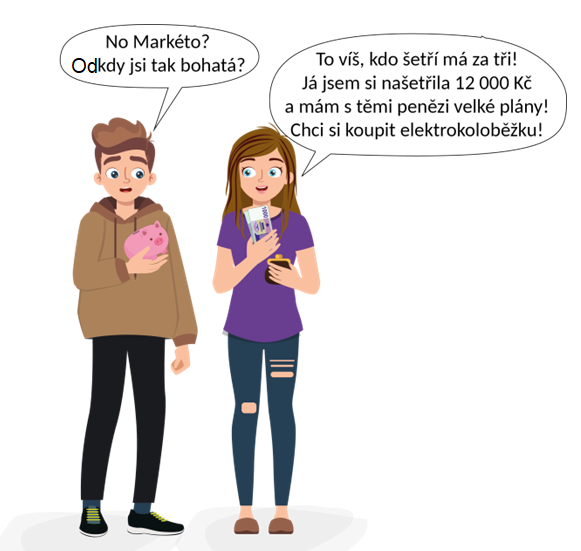 No Markéto?
Odkdy jsi tak bohatá?
To víš, kdo šetří má za tři!
Já jsem si našetřila 12 000 Kč
a mám s těmi penězi velké plány!
Chci si koupit elektrokoloběžku!